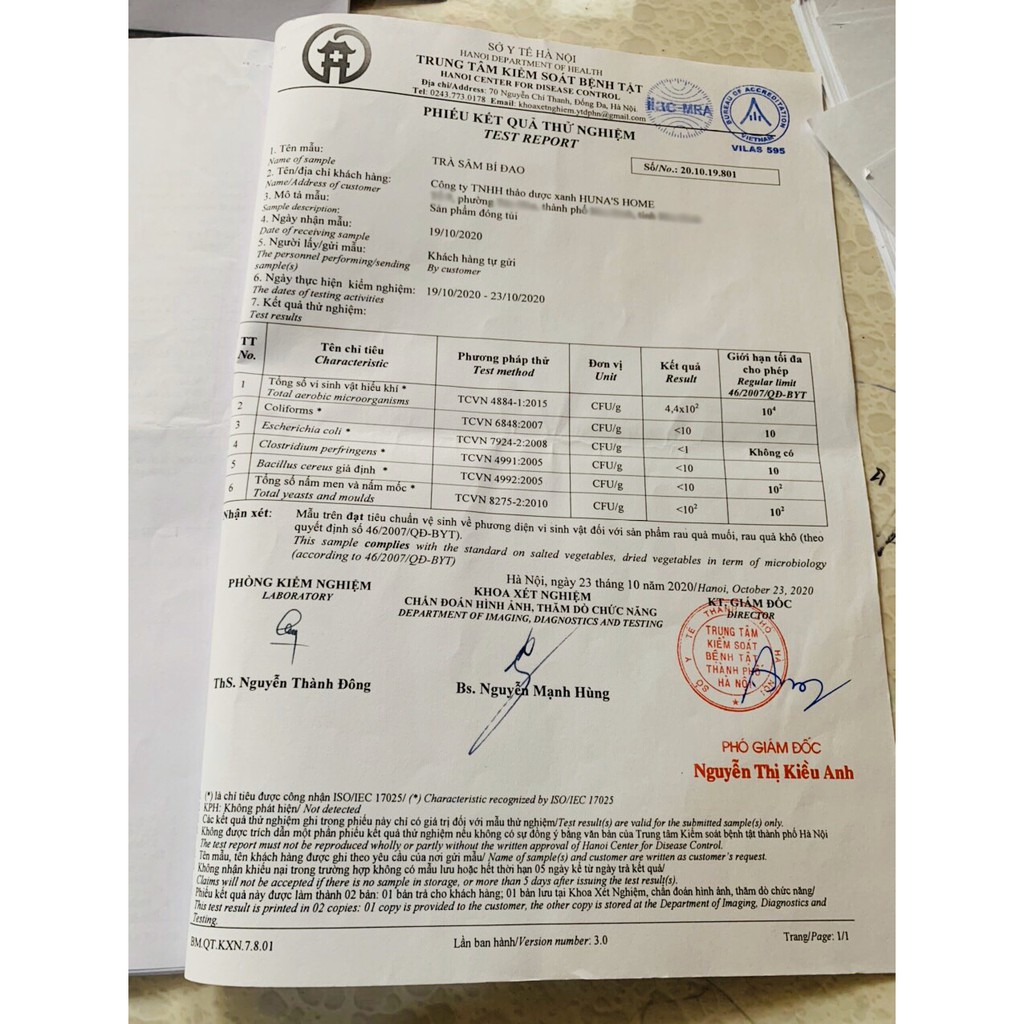 SỞ Y TẾ HÀ NỘI
HANOI DEPARTMENT OF HEALTH
TRUNG TÂM KIỂM SOÁT BỆNH TẬT
HANOI CENTER FOR DISEASE CONTROL
Địa chỉ/Address: 70 Nguyễn Chí Thanh, Đống Đa, Hà Nội.
Tel: 0243.773.0178 Email: khoaxetnghiem.ytdphn@gmail.com
ilac-MRA
BUREAU OF ACCREDITATION
VIETNAM
VILAS 595
PHIẾU KẾT QUẢ THỬ NGHIỆM
TEST REPORT
Số/No.: 20.10.19.801
1. Tên mẫu: TRÀ SÂM BÍ ĐAO
Name of sample
2. Tên/địa chỉ khách hàng: Công ty TNHH thảo dược xanh HUNA'S HOME
Name/Address of customer phường thành phố tỉnh
3. Mô tả mẫu: Sản phẩm đóng túi
Sample description:
4. Ngày nhận mẫu: 19/10/2020
Date of receiving sample
5. Người lấy/gửi mẫu: Khách hàng tự gửi
The personnel performing/sending By customer
sample(s)
6. Ngày thực hiện kiểm nghiệm: 19/10/2020 - 23/10/2020
The dates of testing activities
7. Kết quả thử nghiệm:
Test results
TT No. Tên chỉ tiêu Characteristic Phương pháp thử Test method Đơn vị Unit Kết quả Result Giới hạn tối đa cho phép Regular limit 46/2007/QĐ-BYT
1 Tổng số vi sinh vật hiếu khí * Total aerobic microorganisms TCVN 4884-1:2015 CFU/g 4,4x10² 10⁴
2 Coliforms * TCVN 6848:2007 CFU/g <10 10
3 Escherichia coli * TCVN 7924-2:2008 CFU/g <1 Không có
4 Clostridium perfringens * TCVN 4991:2005 CFU/g <10 10
5 Bacillus cereus giả định * TCVN 4992:2005 CFU/g <10 10²
6 Tổng số nấm men và nấm mốc * Total yeasts and moulds TCVN 8275-2:2010 CFU/g <10² 10²
Nhận xét: Mẫu trên đạt tiêu chuẩn vệ sinh về phương diện vi sinh vật đối với sản phẩm rau quả muối, rau quả khô (theo
quyết định số 46/2007/QĐ-BYT).
This sample complies with the standard on salted vegetables, dried vegetables in term of microbiology
(according to 46/2007/QĐ-BYT)
Hà Nội, ngày 23 tháng 10 năm 2020/Hanoi, October 23, 2020
PHÒNG KIỂM NGHIỆM
LABORATORY
KHOA XÉT NGHIỆM
CHẨN ĐOÁN HÌNH ẢNH, THĂM DÒ CHỨC NĂNG
DEPARTMENT OF IMAGING, DIAGNOSTICS AND TESTING
KT. GIÁM ĐỐC
DIRECTOR
SỞ Y TẾ THÀNH PHỐ HÀ NỘI
TRUNG TÂM
KIỂM SOÁT
BỆNH TẬT
THÀNH PHỐ
HÀ NỘI
ThS. Nguyễn Thành Đông
Bs. Nguyễn Mạnh Hùng
PHÓ GIÁM ĐỐC
Nguyễn Thị Kiều Anh
(*) là chỉ tiêu được công nhận ISO/IEC 17025/ (*) Characteristic recognized by ISO/IEC 17025
KPH: Không phát hiện/ Not detected
Các kết quả thử nghiệm ghi trong phiếu này chỉ có giá trị đối với mẫu thử nghiệm/Test result(s) are valid for the submitted sample(s) only.
Không được trích dẫn một phần phiếu kết quả thử nghiệm nếu không có sự đồng ý bằng văn bản của Trung tâm Kiểm soát bệnh tật thành phố Hà Nội
The test report must not be reproduced wholly or partly without the written approval of Hanoi Center for Disease Control.
Tên mẫu, tên khách hàng được ghi theo yêu cầu của nơi gửi mẫu/ Name of sample(s) and customer are written as customer's request.
Không nhận khiếu nại trong trường hợp không có mẫu lưu hoặc hết thời hạn 05 ngày kể từ ngày trả kết quả/
Claims will not be accepted if there is no sample in storage, or more than 5 days after issuing the test result(s).
Phiếu kết quả này được làm thành 02 bản: 01 bản trả cho khách hàng; 01 bản lưu tại Khoa Xét Nghiệm, chẩn đoán hình ảnh, thăm dò chức năng/
This test result is printed in 02 copies: 01 copy is provided to the customer, the other copy is stored at the Department of Imaging, Diagnostics and
Testing.
BM.QT.KXN.7.8.01 Lần ban hành/Version number: 3.0 Trang/Page: 1/1